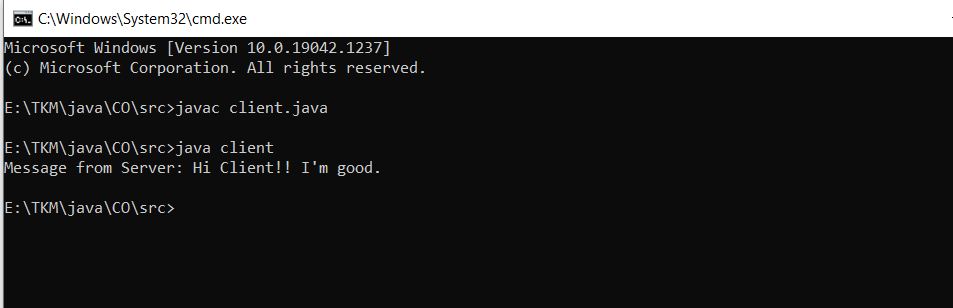 C:\Windows\System32\cmd.exe
Microsoft Windows [Version 10.0.19042.1237]
(c) Microsoft Corporation. All rights reserved.
E:\TKM\java\CO\src>javac client.java
E:\TKM\java\CO\src>java client
Message from Server: Hi Client!! I'm good.
E:\TKM\java\CO\src>